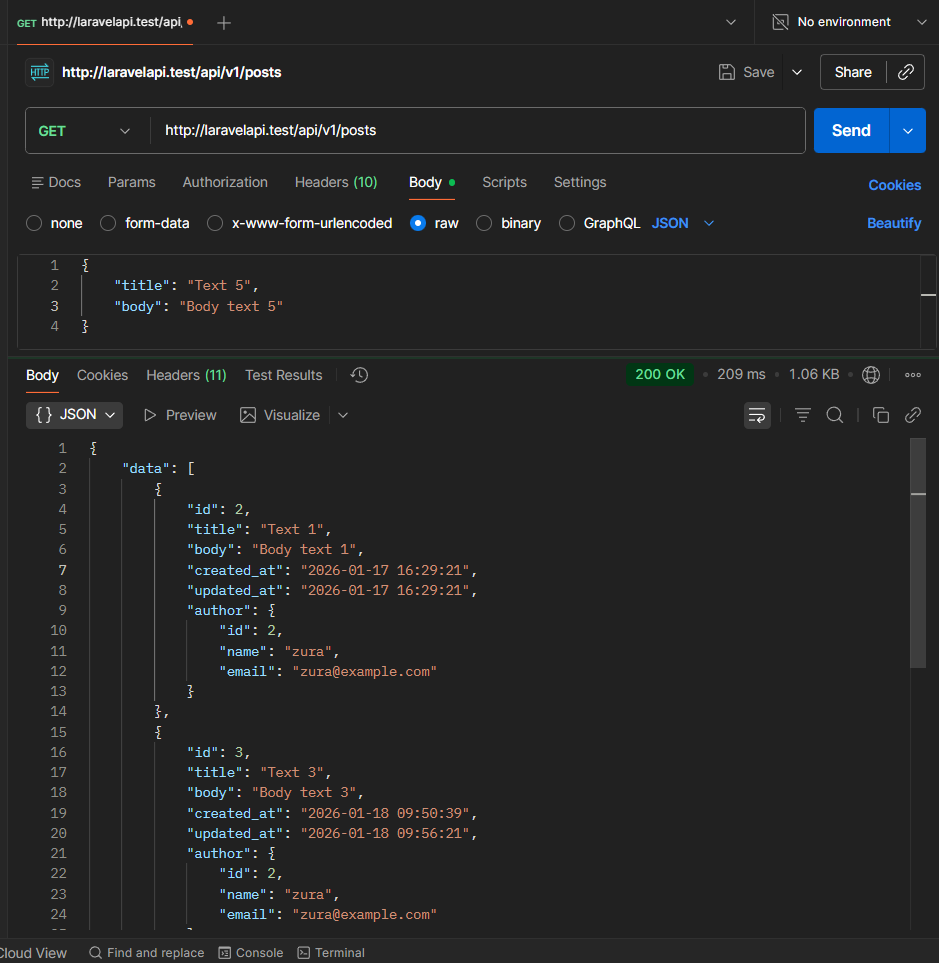 GET http://laravelapi.test/api,
No environment
HTTP http://laravelapi.test/api/v1/posts
Save
Share
GET http://laravelapi.test/api/v1/posts
Send
Docs Params Authorization Headers (10) Body Scripts Settings Cookies
none form-data x-www-form-urlencoded raw binary GraphQL JSON Beautify
1 {
2 "title": "Text 5",
3 "body": "Body text 5"
4 }
Body Cookies Headers (11) Test Results 200 OK 209 ms 1.06 KB
{} JSON Preview Visualize
1 {
2 "data": [
3 {
4 "id": 2,
5 "title": "Text 1",
6 "body": "Body text 1",
7 "created_at": "2026-01-17 16:29:21",
8 "updated_at": "2026-01-17 16:29:21",
9 "author": {
10 "id": 2,
11 "name": "zura",
12 "email": "zura@example.com"
13 }
14 },
15 {
16 "id": 3,
17 "title": "Text 3",
18 "body": "Body text 3",
19 "created_at": "2026-01-18 09:50:39",
20 "updated_at": "2026-01-18 09:56:21",
21 "author": {
22 "id": 2,
23 "name": "zura",
24 "email": "zura@example.com"
Cloud View Find and replace Console Terminal